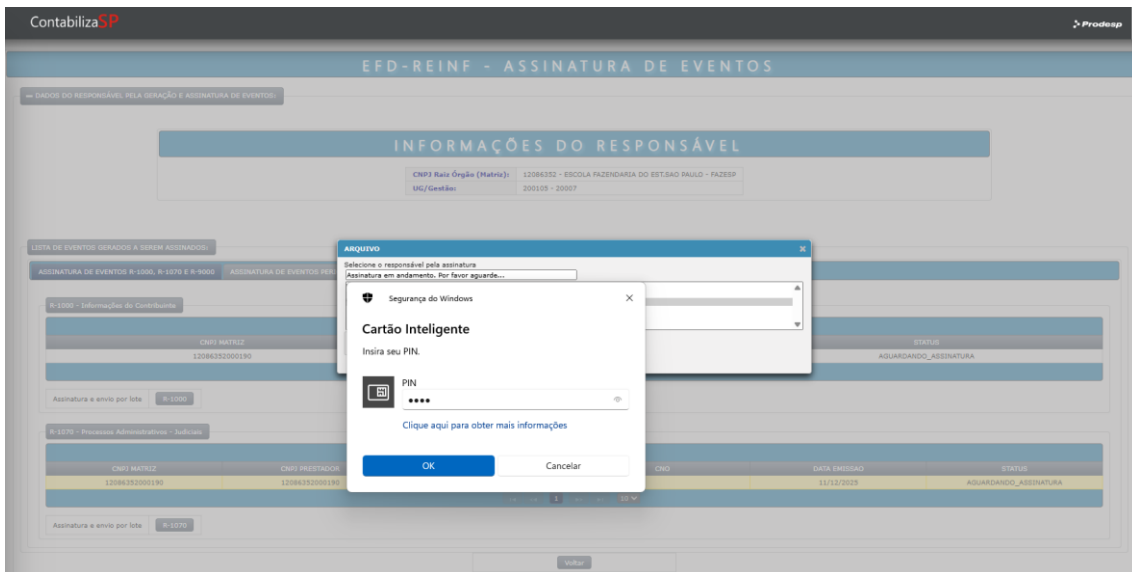 ContabilizaSP
Prodesp
EFD-REINF - ASSINATURA DE EVENTOS
DADOS DO RESPONSÁVEL PELA GERAÇÃO E ASSINATURA DE EVENTOS:
INFORMAÇÕES DO RESPONSÁVEL
CNPJ Raiz Órgão (Matriz): 12086352 - ESCOLA FAZENDARIA DO EST.SAO PAULO - FAZESP
UG/Gestão: 200105 - 20007
LISTA DE EVENTOS GERADOS A SEREM ASSINADOS:
ASSINATURA DE EVENTOS R-1000, R-1070 E R-9000 ASSINATURA DE EVENTOS
ARQUIVO
Selecione o responsável pela assinatura
Assinatura em andamento. Por favor aguarde...
Segurança do Windows
Cartão Inteligente
Insira seu PIN.
PIN
Clique aqui para obter mais informações
OK Cancelar
R-1000 - Informações do Contribuinte
CNPJ MATRIZ STATUS
12086352000190 AGUARDANDO_ASSINATURA
Assinatura e envio por lote R-1000
R-1070 - Processos Administrativos - Judiciais
CNPJ MATRIZ CNPJ PRESTADOR CNO DATA EMISSAO STATUS
12086352000190 12086352000190 11/12/2025 AGUARDANDO_ASSINATURA
1 10
Assinatura e envio por lote R-1070
Voltar